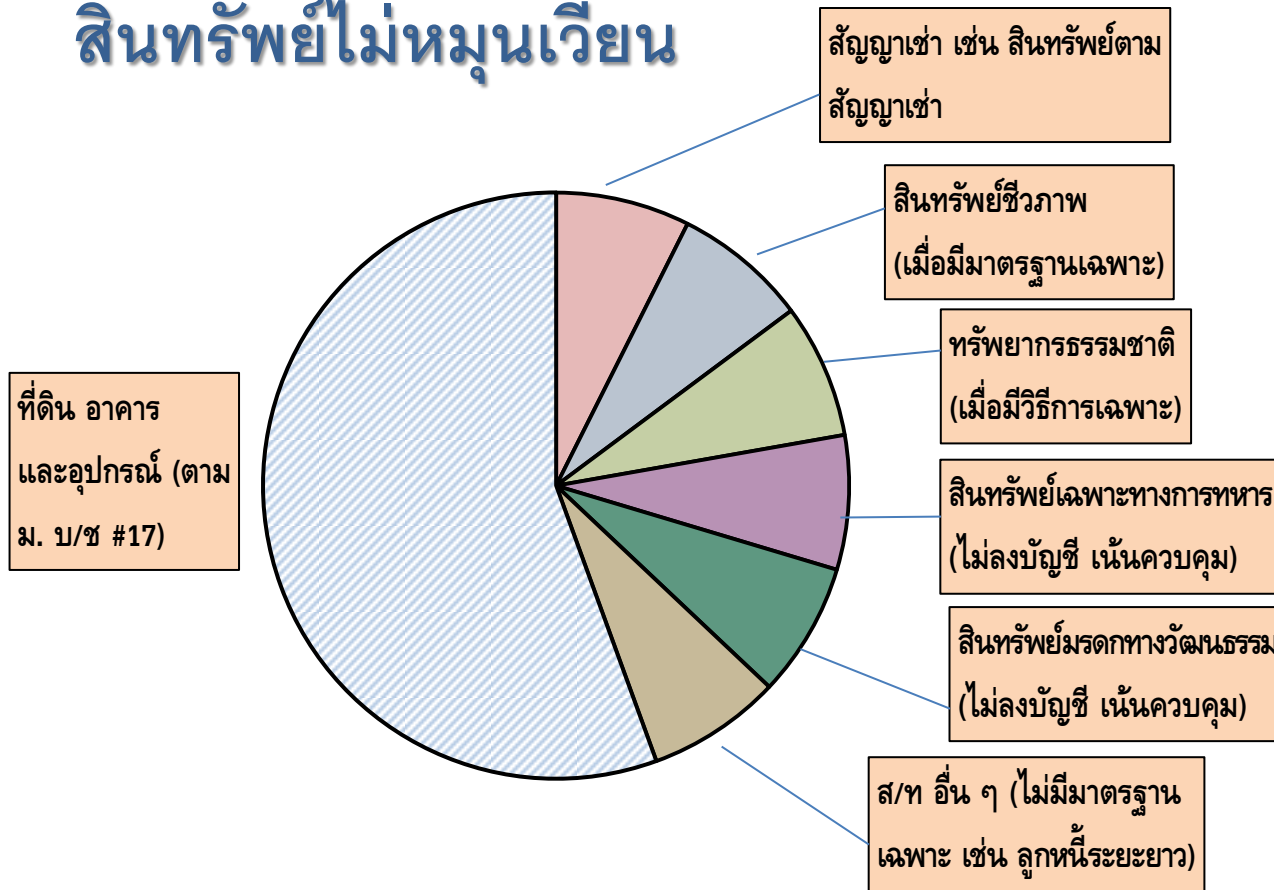 สินทรัพย์ไม่หมุนเวียน
สัญญาเช่า เช่น สินทรัพย์ตาม
สัญญาเช่า
สินทรัพย์ชีวภาพ
(เมื่อมีมาตรฐานเฉพาะ)
ทรัพยากรธรรมชาติ
(เมื่อมีวิธีการเฉพาะ)
สินทรัพย์เฉพาะทางการทหาร
(ไม่ลงบัญชี เน้นควบคุม)
สินทรัพย์มรดกทางวัฒนธรรม
(ไม่ลงบัญชี เน้นควบคุม)
ส/ท อื่น ๆ (ไม่มีมาตรฐาน
เฉพาะ เช่น ลูกหนี้ระยะยาว)
ที่ดิน อาคาร
และอุปกรณ์ (ตาม
ม. บ/ช #17)